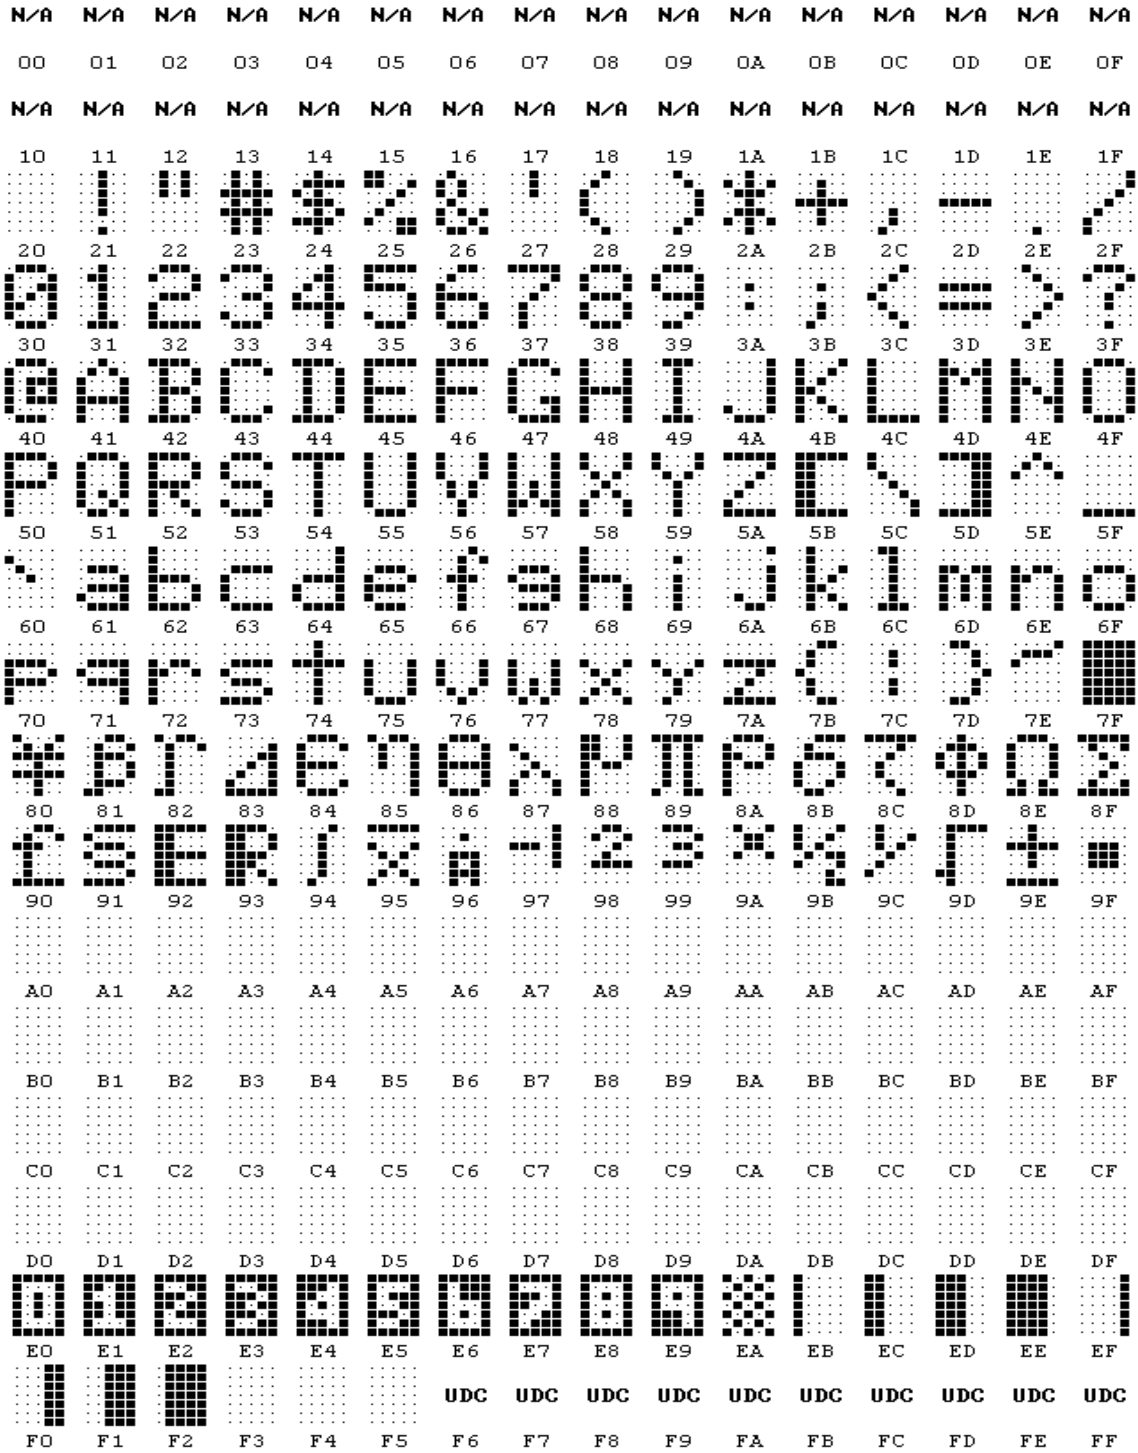 N/A N/A N/A N/A N/A N/A N/A N/A N/A N/A N/A N/A N/A N/A N/A N/A
00 01 02 03 04 05 06 07 08 09 0A 0B 0C 0D 0E 0F
N/A N/A N/A N/A N/A N/A N/A N/A N/A N/A N/A N/A N/A N/A N/A N/A
10 11 12 13 14 15 16 17 18 19 1A 1B 1C 1D 1E 1F
! " # $ % & ' ( ) * + , - . /
20 21 22 23 24 25 26 27 28 29 2A 2B 2C 2D 2E 2F
0 1 2 3 4 5 6 7 8 9 : ; < = > ?
30 31 32 33 34 35 36 37 38 39 3A 3B 3C 3D 3E 3F
@ A B C D E F G H I J K L M N O
40 41 42 43 44 45 46 47 48 49 4A 4B 4C 4D 4E 4F
P Q R S T U V W X Y Z [ \ ] ^ _
50 51 52 53 54 55 56 57 58 59 5A 5B 5C 5D 5E 5F
` a b c d e f g h i j k l m n o
60 61 62 63 64 65 66 67 68 69 6A 6B 6C 6D 6E 6F
p q r s t u v w x y z { | } ~
70 71 72 73 74 75 76 77 78 79 7A 7B 7C 7D 7E 7F
¥ β Γ Δ ε η θ λ μ Π ρ σ τ Φ Ω Σ
80 81 82 83 84 85 86 87 88 89 8A 8B 8C 8D 8E 8F
£ E R ∫ x̄ 2 3 √ ±
90 91 92 93 94 95 96 97 98 99 9A 9B 9C 9D 9E 9F
A0 A1 A2 A3 A4 A5 A6 A7 A8 A9 AA AB AC AD AE AF
B0 B1 B2 B3 B4 B5 B6 B7 B8 B9 BA BB BC BD BE BF
C0 C1 C2 C3 C4 C5 C6 C7 C8 C9 CA CB CC CD CE CF
D0 D1 D2 D3 D4 D5 D6 D7 D8 D9 DA DB DC DD DE DF
0 1 2 3 4 5 6 7 8 9
E0 E1 E2 E3 E4 E5 E6 E7 E8 E9 EA EB EC ED EE EF
UDC UDC UDC UDC UDC UDC UDC UDC UDC UDC
F0 F1 F2 F3 F4 F5 F6 F7 F8 F9 FA FB FC FD FE FF